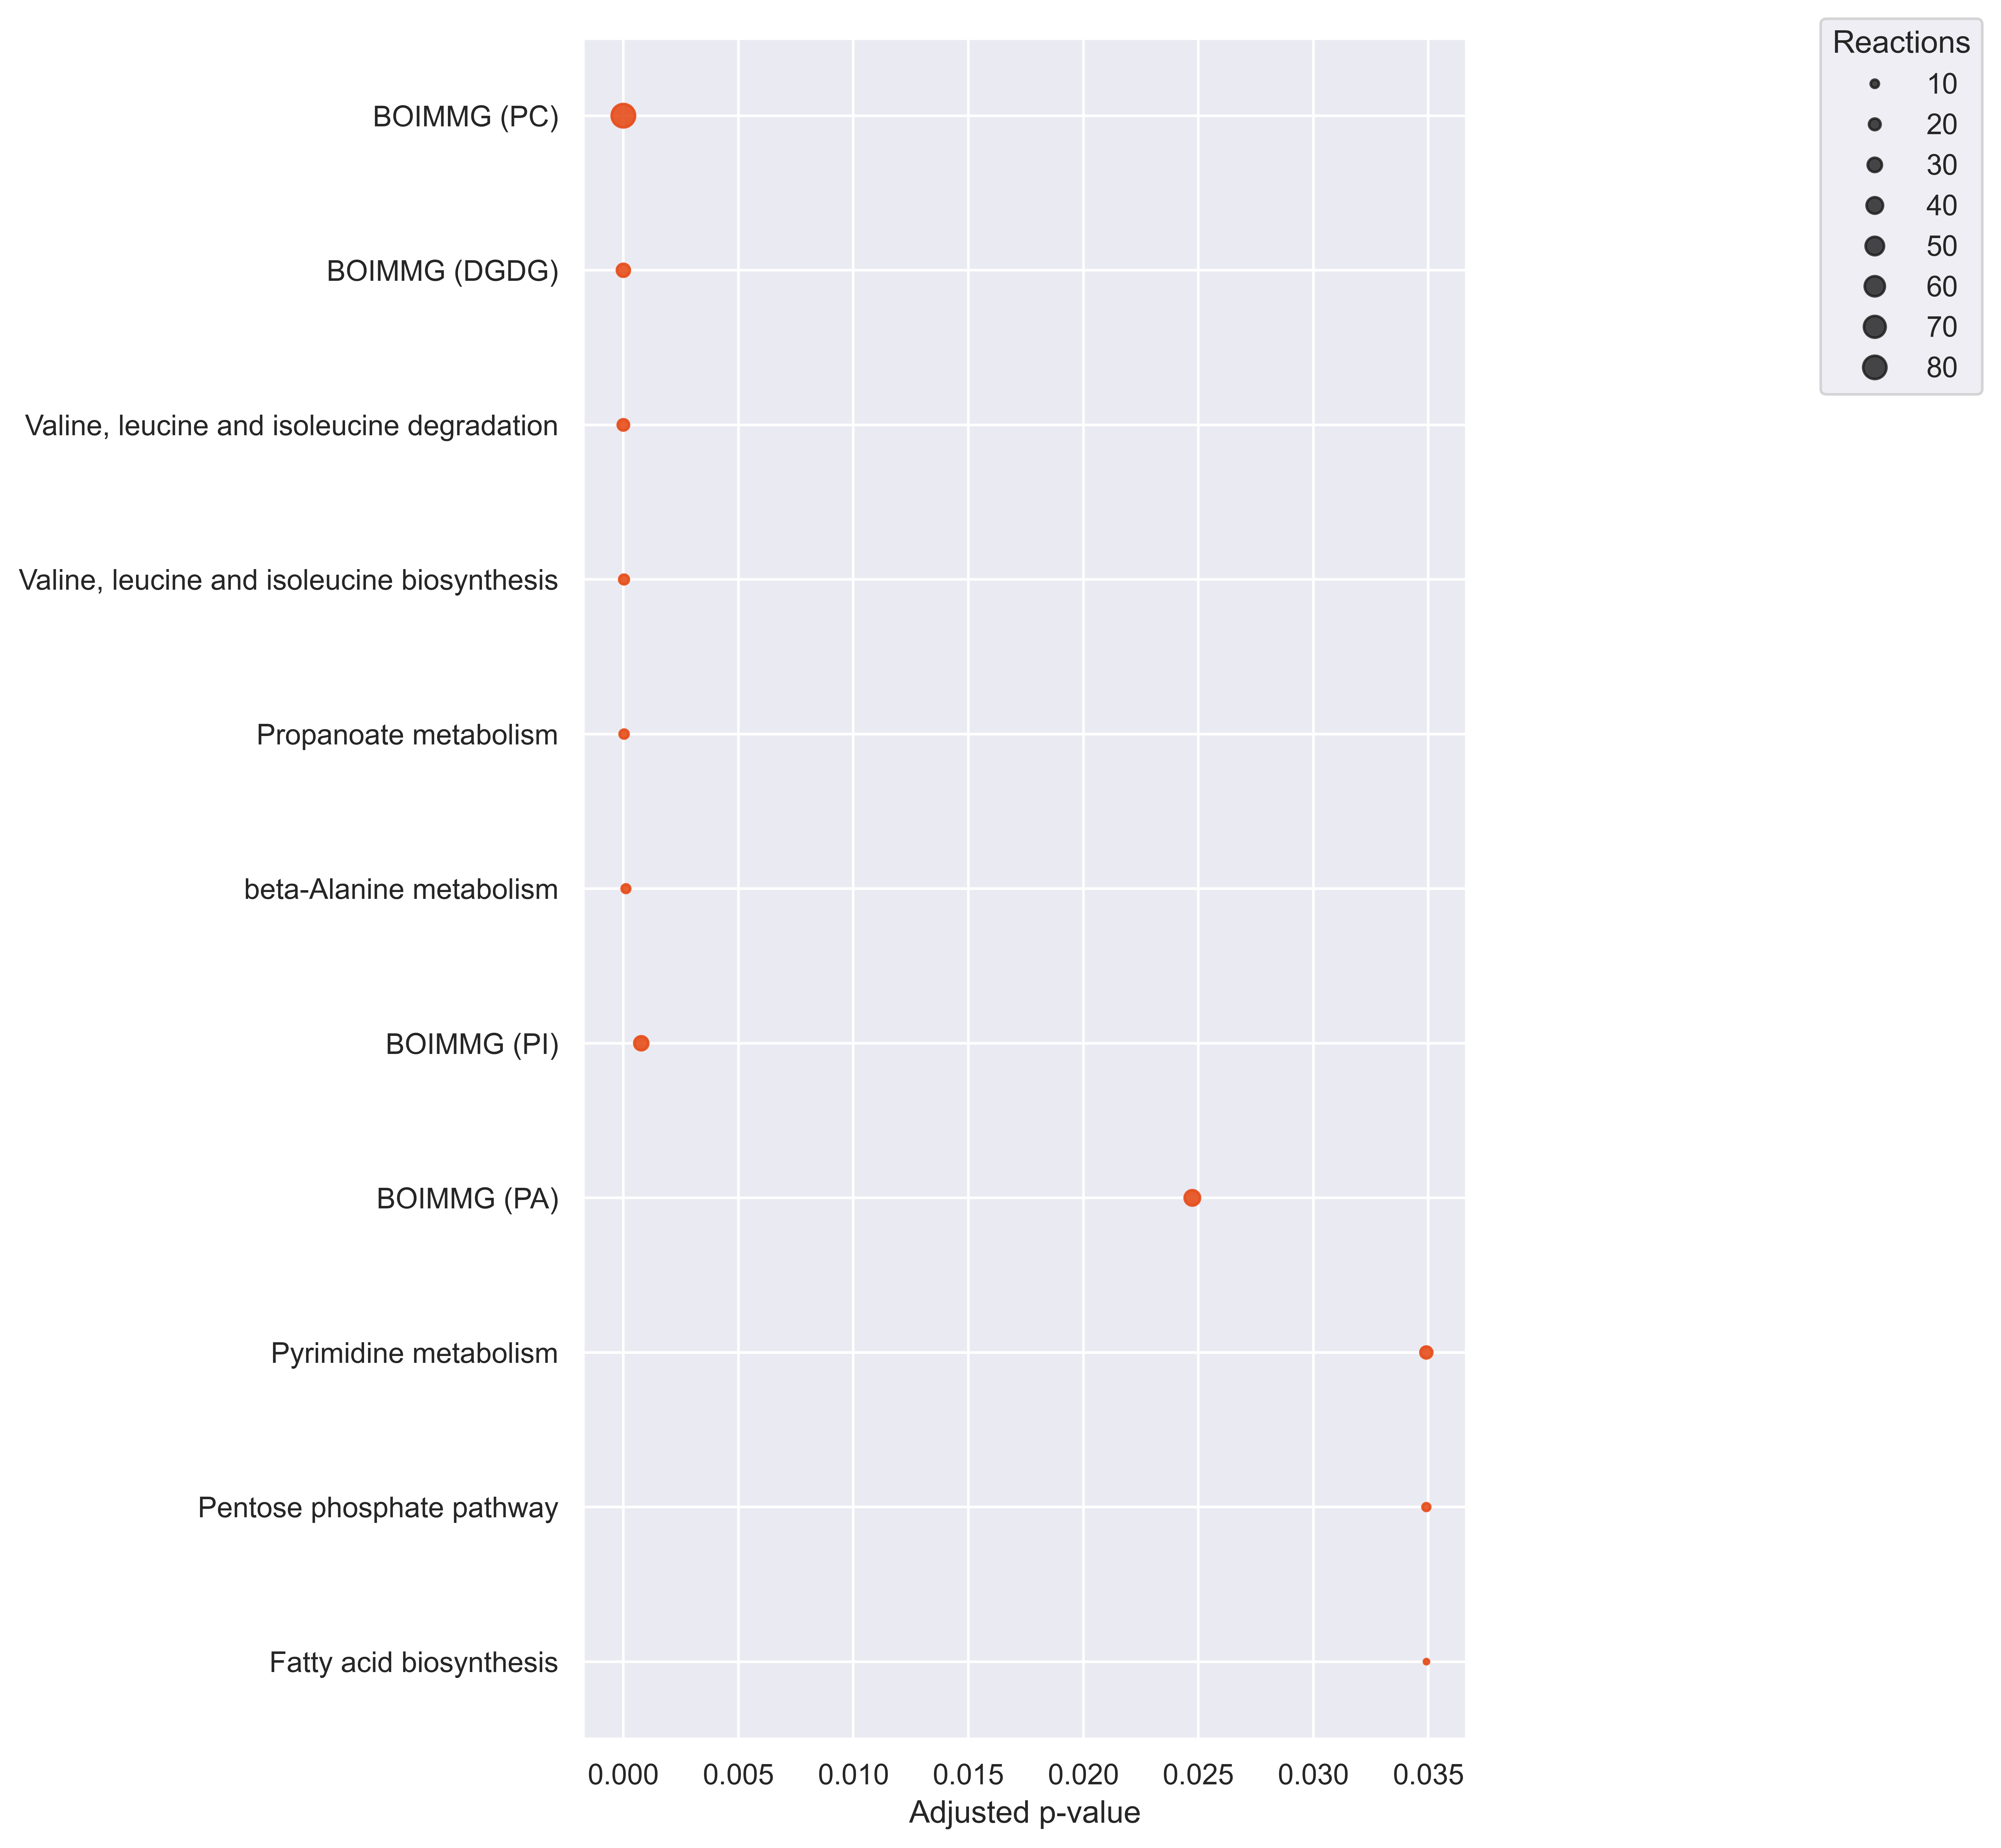 BOIMMG (PC)
BOIMMG (DGDG)
Valine, leucine and isoleucine degradation
Valine, leucine and isoleucine biosynthesis
Propanoate metabolism
beta-Alanine metabolism
BOIMMG (PI)
BOIMMG (PA)
Pyrimidine metabolism
Pentose phosphate pathway
Fatty acid biosynthesis
0.000 0.005 0.010 0.015 0.020 0.025 0.030 0.035
Adjusted p-value
Reactions
10
20
30
40
50
60
70
80